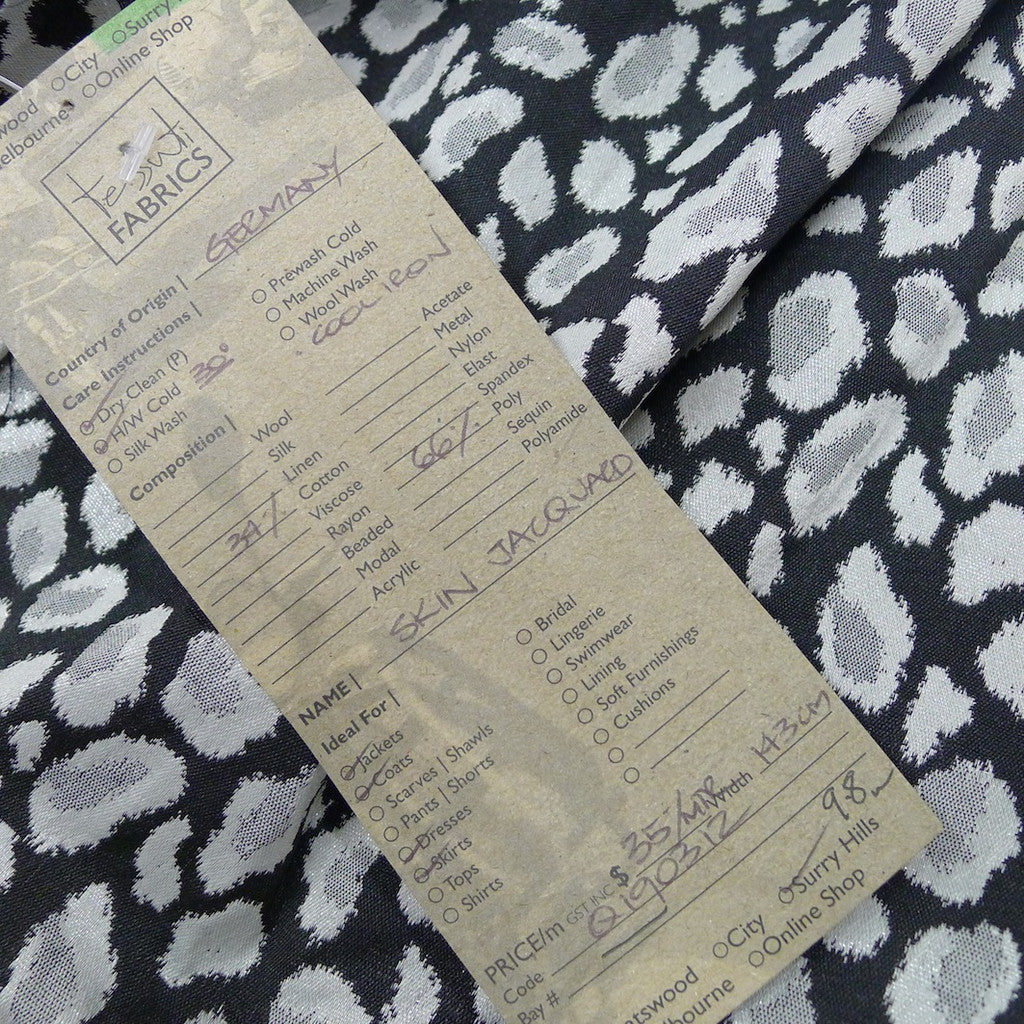 Surry
wood City
elbourne Online Shop
Tessuti
FABRICS
Country of Origin | GERMANY
Care Instructions |
Dry Clean (P)
H/W Cold 30°
Silk Wash
Prewash Cold
Machine Wash
Wool Wash
COOL IRON
Composition |
Wool
Silk
Linen
34% Cotton
Viscose
Rayon
Beaded
Modal
Acrylic
Acetate
Metal
Nylon
Elast
Spandex
66% Poly
Sequin
Polyamide
NAME | SKIN JACQUARD
Ideal For |
Jackets
Coats
Scarves | Shawls
Pants | Shorts
Dresses
Skirts
Tops
Shirts
Bridal
Lingerie
Swimwear
Lining
Soft Furnishings
Cushions
PRICE/m GST INC $ 35/MTR Width 143cm
Code Q190312
Bay #
9.8m
atswood City Surry Hills
lbourne Online Shop